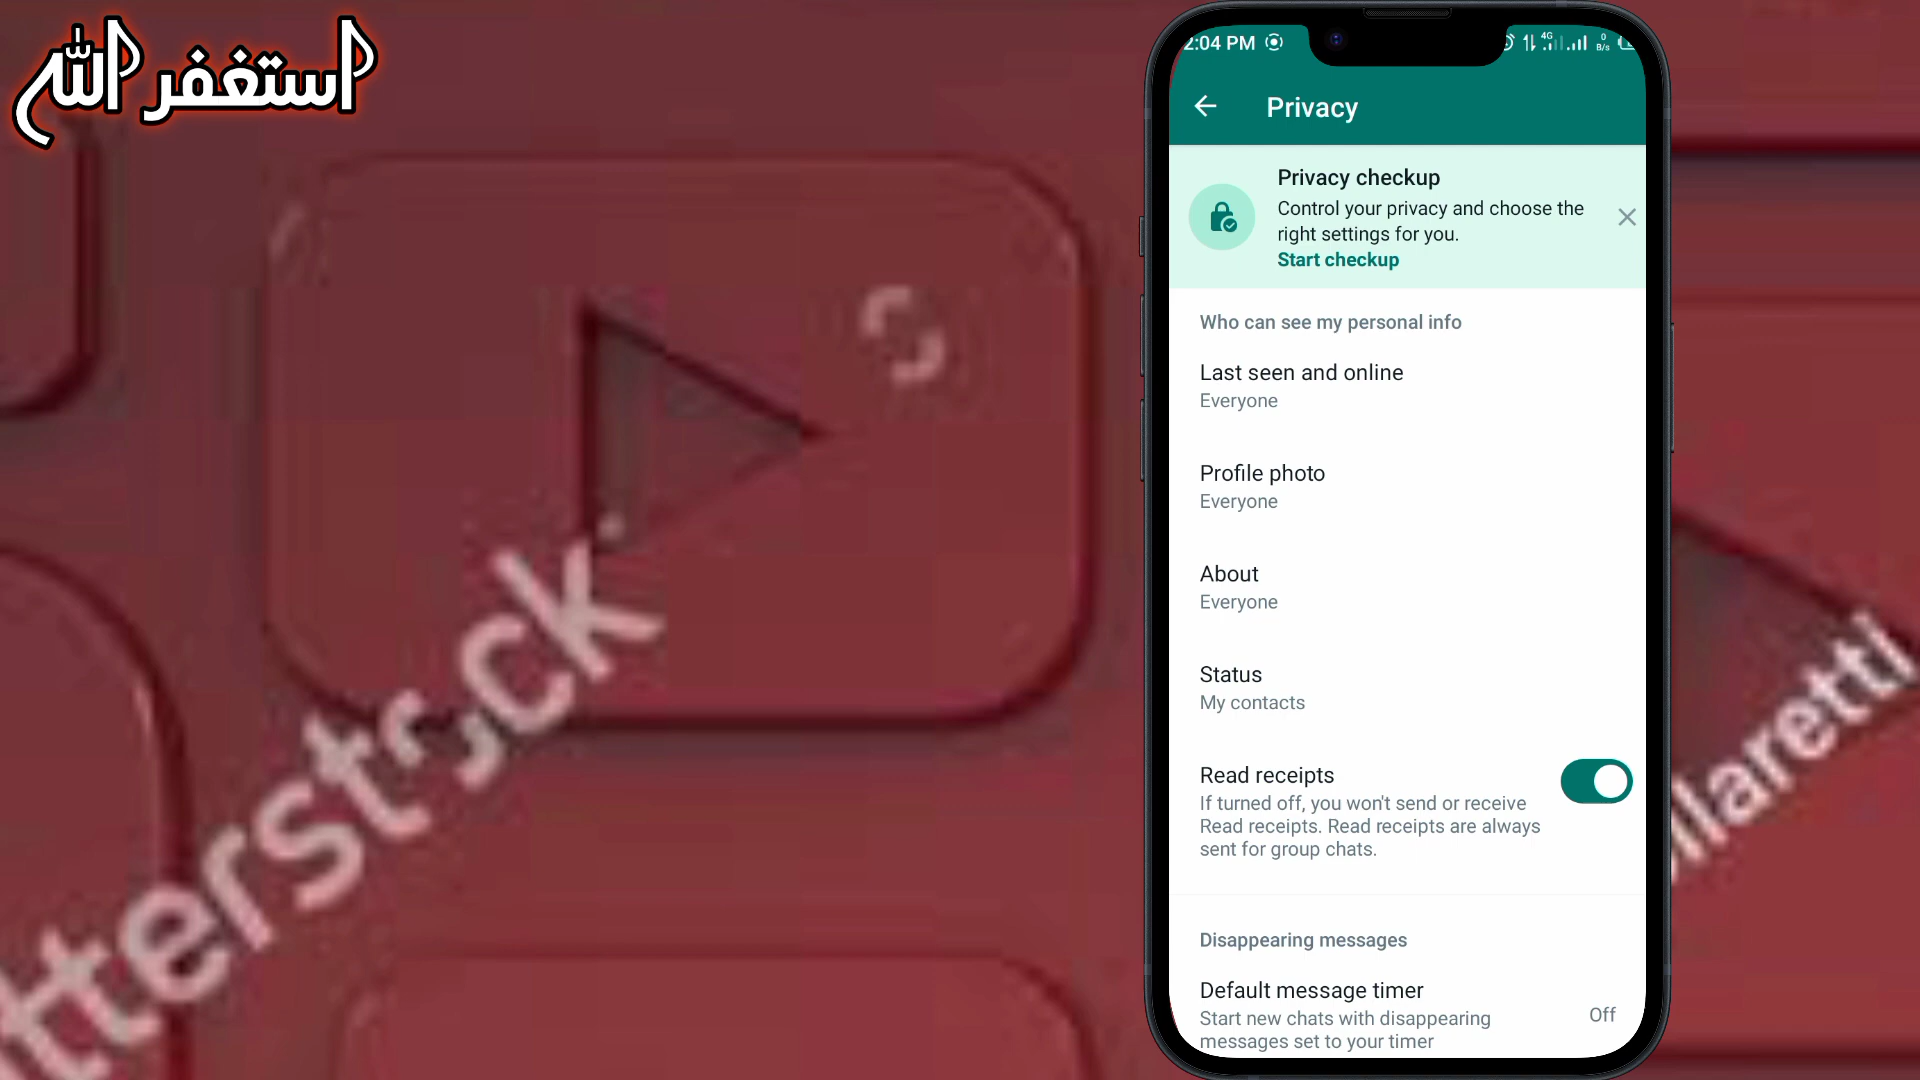 استغفر الله
2:04 PM
4G
0
B/s
Privacy
Privacy checkup
Control your privacy and choose the
right settings for you.
Start checkup
Who can see my personal info
Last seen and online
Everyone
Profile photo
Everyone
About
Everyone
Status
My contacts
Read receipts
If turned off, you won't send or receive
Read receipts. Read receipts are always
sent for group chats.
Disappearing messages
Default message timer
Start new chats with disappearing
messages set to your timer
Off